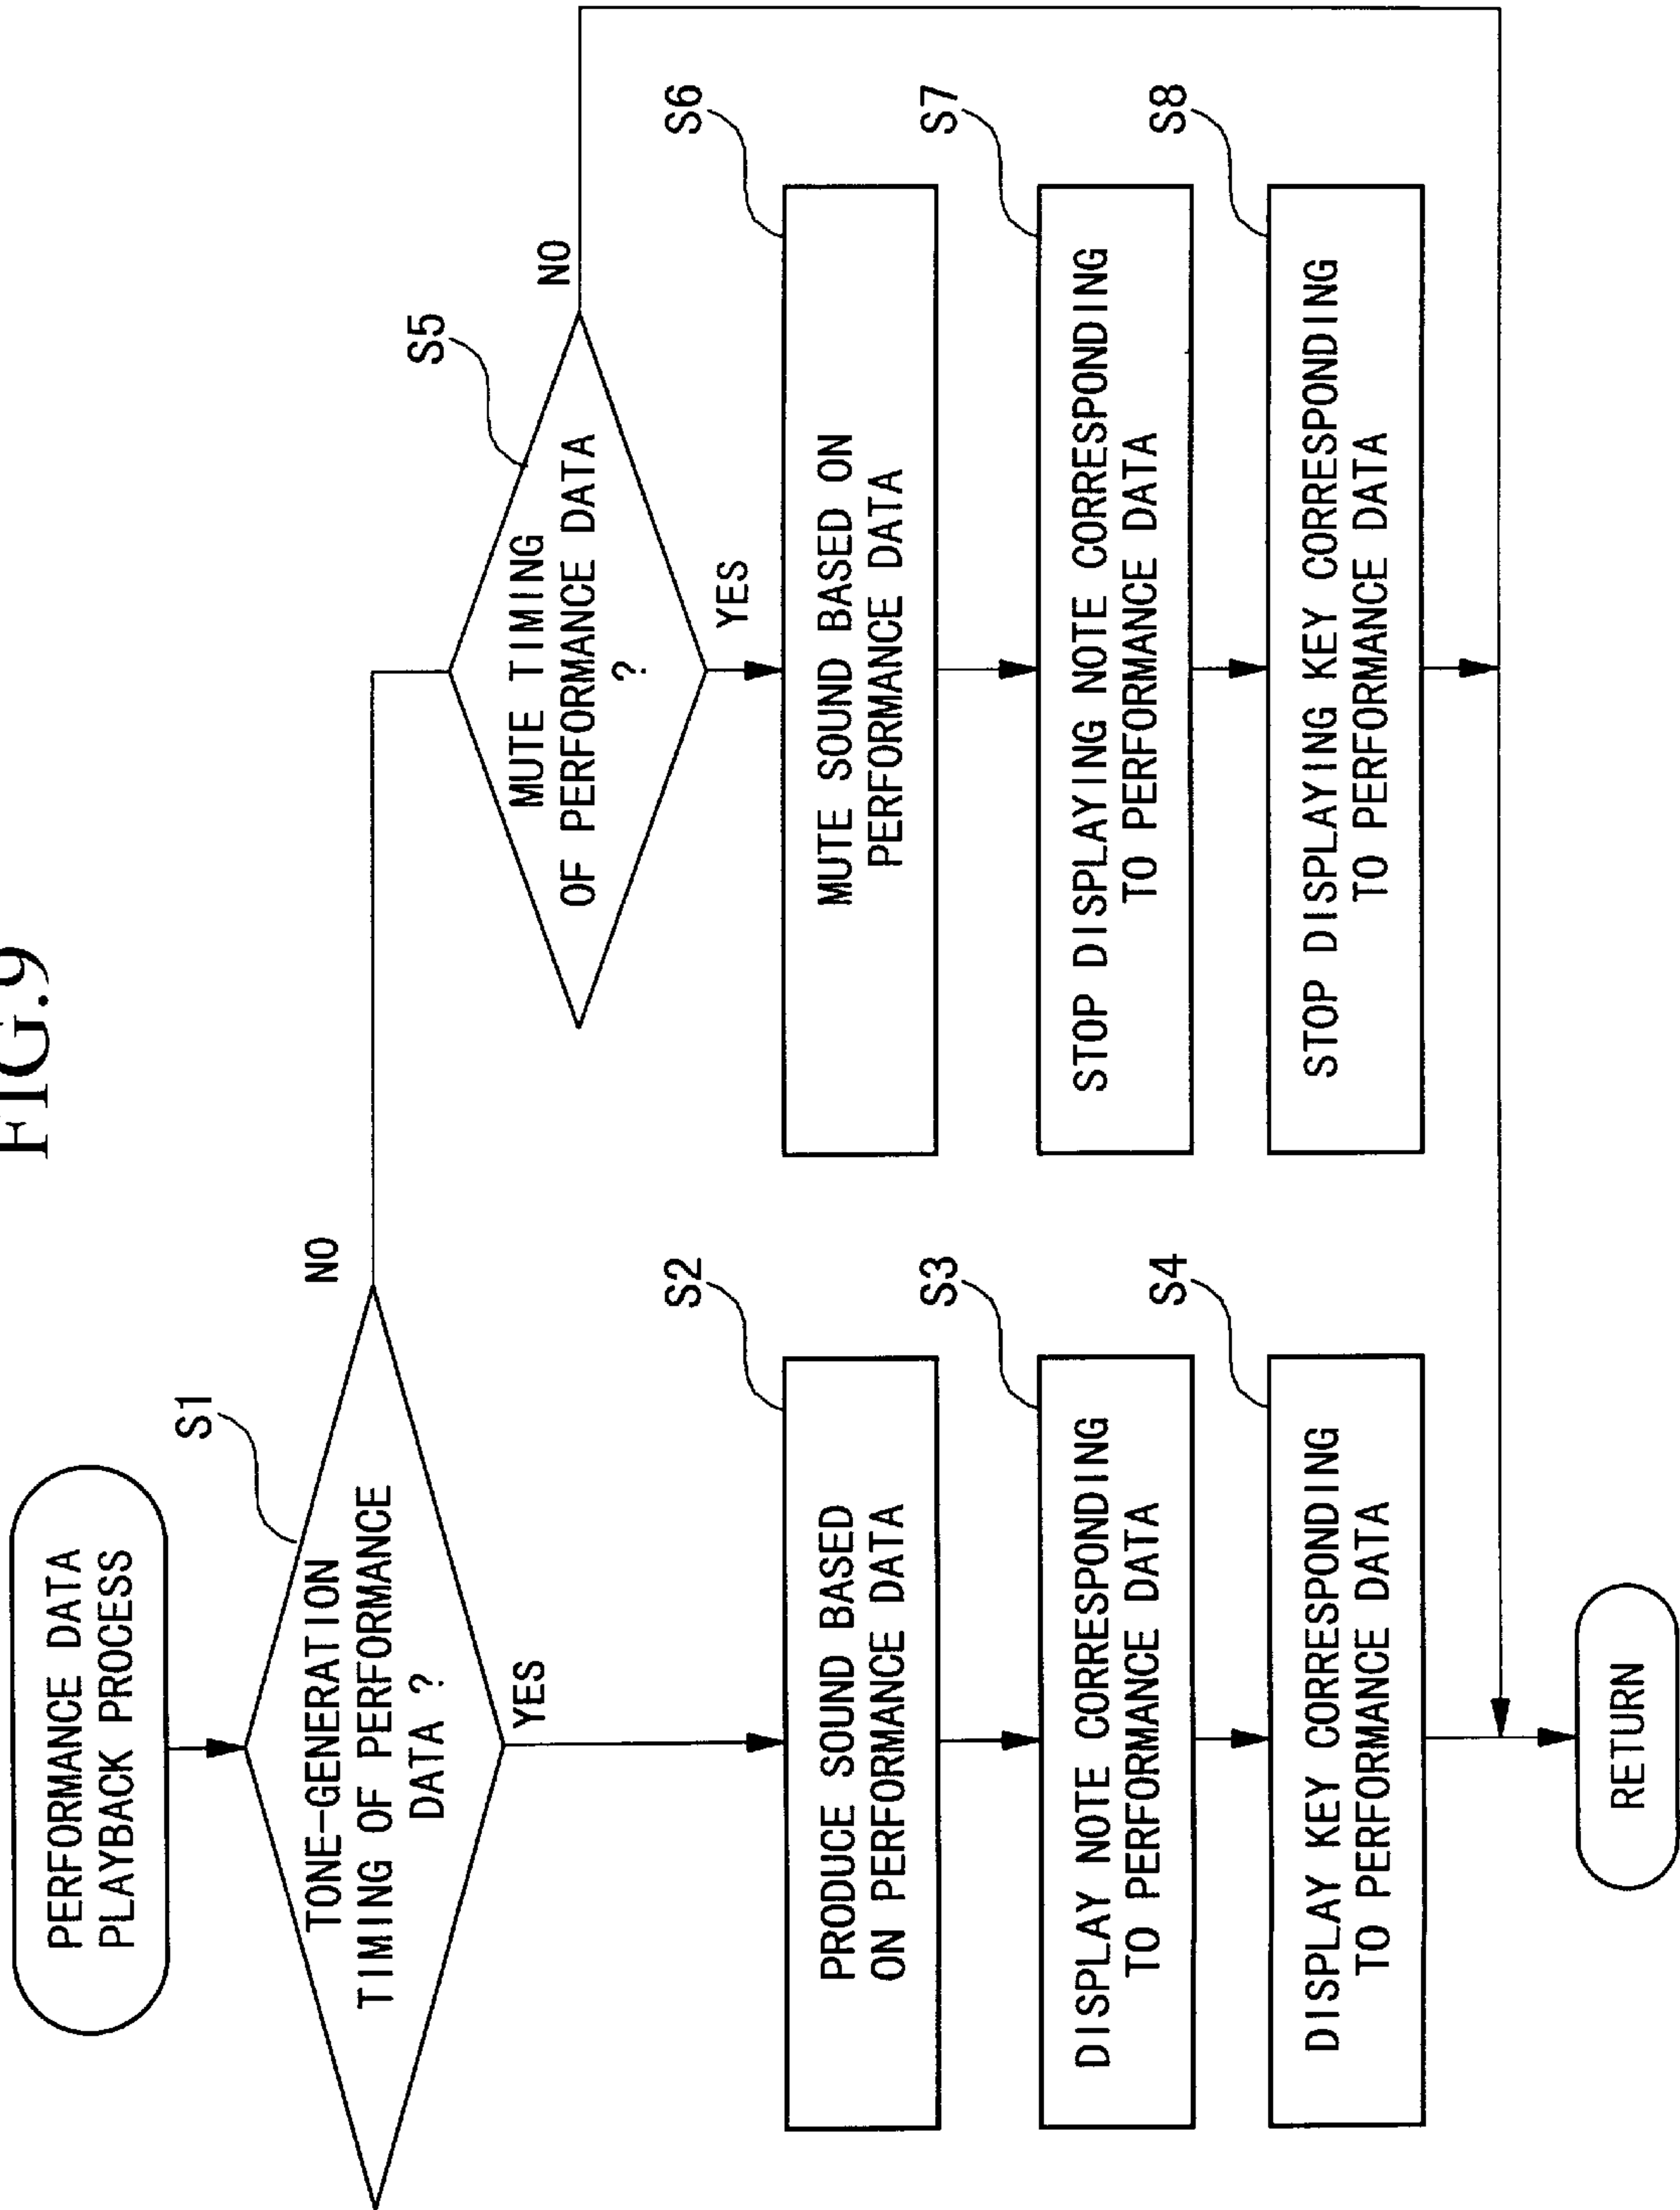 FIG.9
PERFORMANCE DATA
PLAYBACK PROCESS
S1
TONE-GENERATION
TIMING OF PERFORMANCE
DATA ?
NO
YES
S2
PRODUCE SOUND BASED
ON PERFORMANCE DATA
S3
DISPLAY NOTE CORRESPONDING
TO PERFORMANCE DATA
S4
DISPLAY KEY CORRESPONDING
TO PERFORMANCE DATA
S5
MUTE TIMING
OF PERFORMANCE DATA
?
NO
YES
S6
MUTE SOUND BASED ON
PERFORMANCE DATA
S7
STOP DISPLAYING NOTE CORRESPONDING
TO PERFORMANCE DATA
S8
STOP DISPLAYING KEY CORRESPONDING
TO PERFORMANCE DATA
RETURN